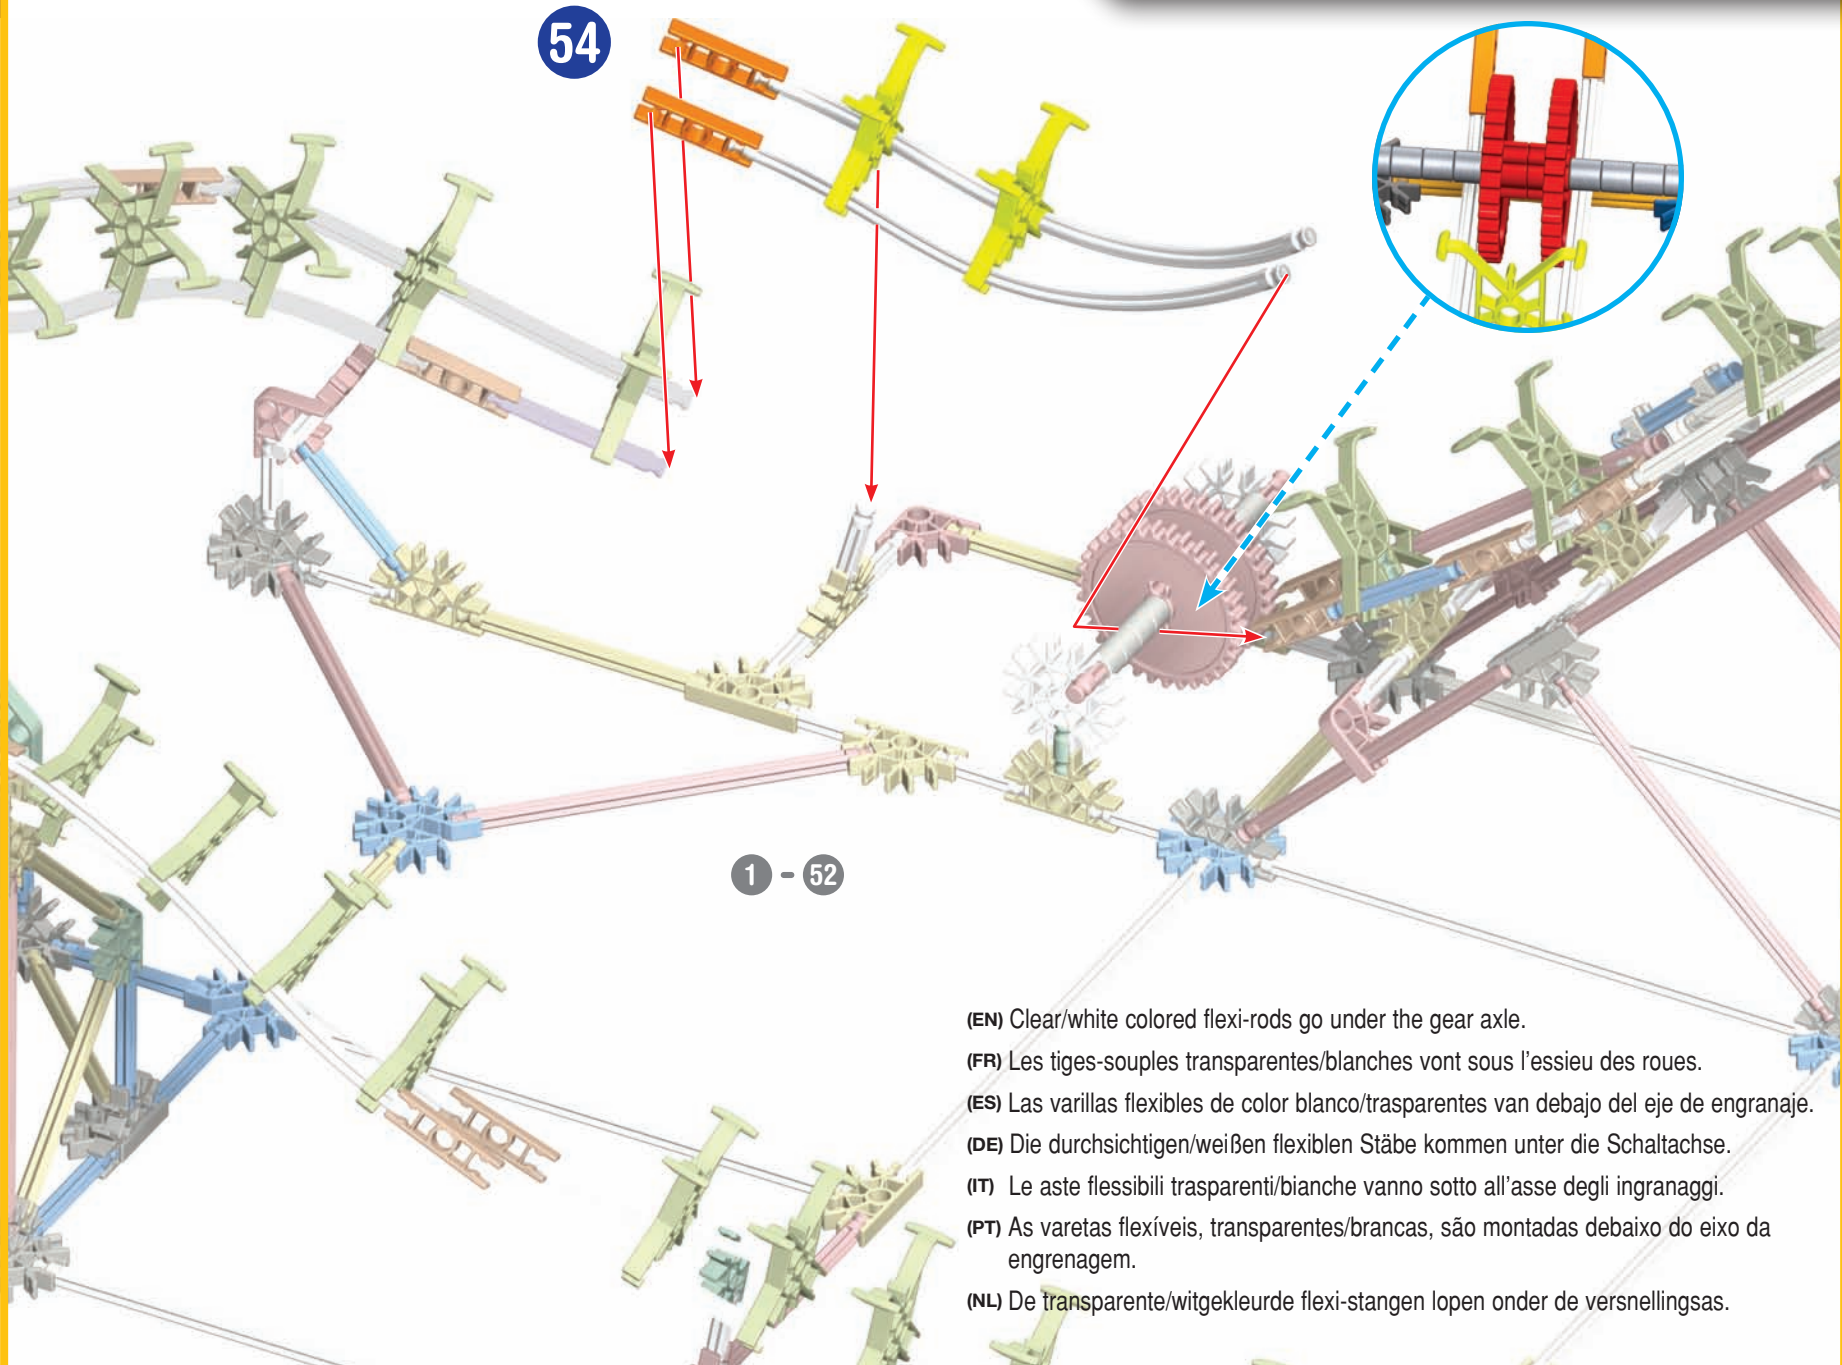 54
1 - 52
(EN) Clear/white colored flexi-rods go under the gear axle.
(FR) Les tiges-souples transparentes/blanches vont sous l'essieu des roues.
(ES) Las varillas flexibles de color blanco/trasparentes van debajo del eje de engranaje.
(DE) Die durchsichtigen/weißen flexiblen Stäbe kommen unter die Schaltachse.
(IT) Le aste flessibili trasparenti/bianche vanno sotto all'asse degli ingranaggi.
(PT) As varetas flexíveis, transparentes/brancas, são montadas debaixo do eixo da
engrenagem.
(NL) De transparente/witgekleurde flexi-stangen lopen onder de versnellingsas.